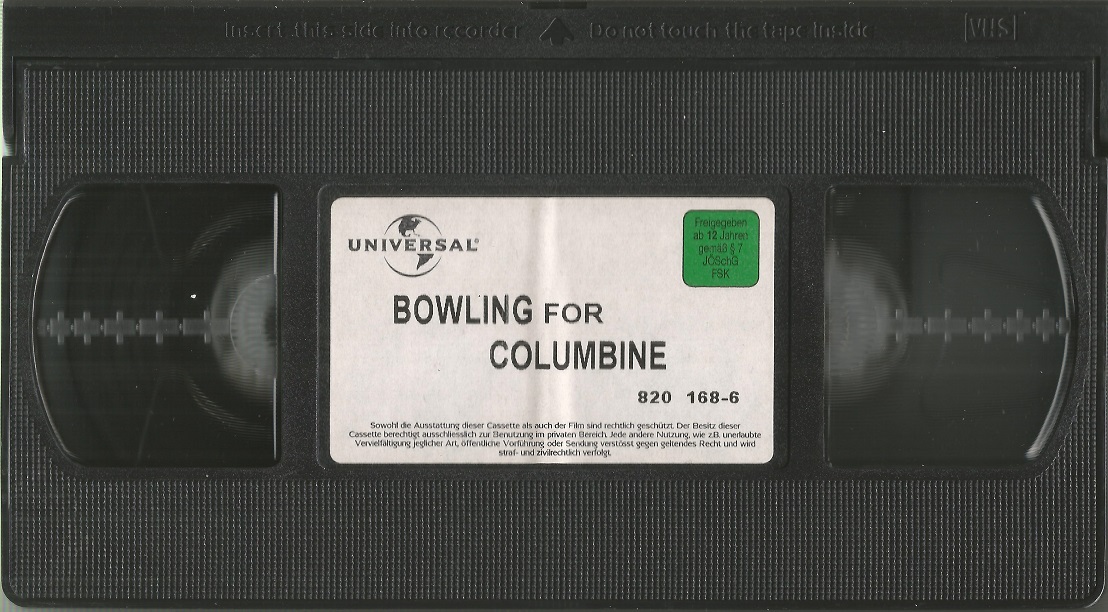 Insert this side into recorder Do not touch the tape inside VHS
UNIVERSAL®
Freigegeben
ab 12 Jahren
gemäß § 7
JÖSchG
FSK
BOWLING FOR
COLUMBINE
820 168-6
Sowohl die Ausstattung dieser Cassette als auch der Film sind rechtlich geschützt. Der Besitz dieser
Cassette berechtigt ausschliesslich zur Benutzung im privaten Bereich. Jede andere Nutzung, wie z.B. unerlaubte
Vervielfältigung jeglicher Art, öffentliche Vorführung oder Sendung verstösst gegen geltendes Recht und wird
straf- und zivilrechtlich verfolgt.